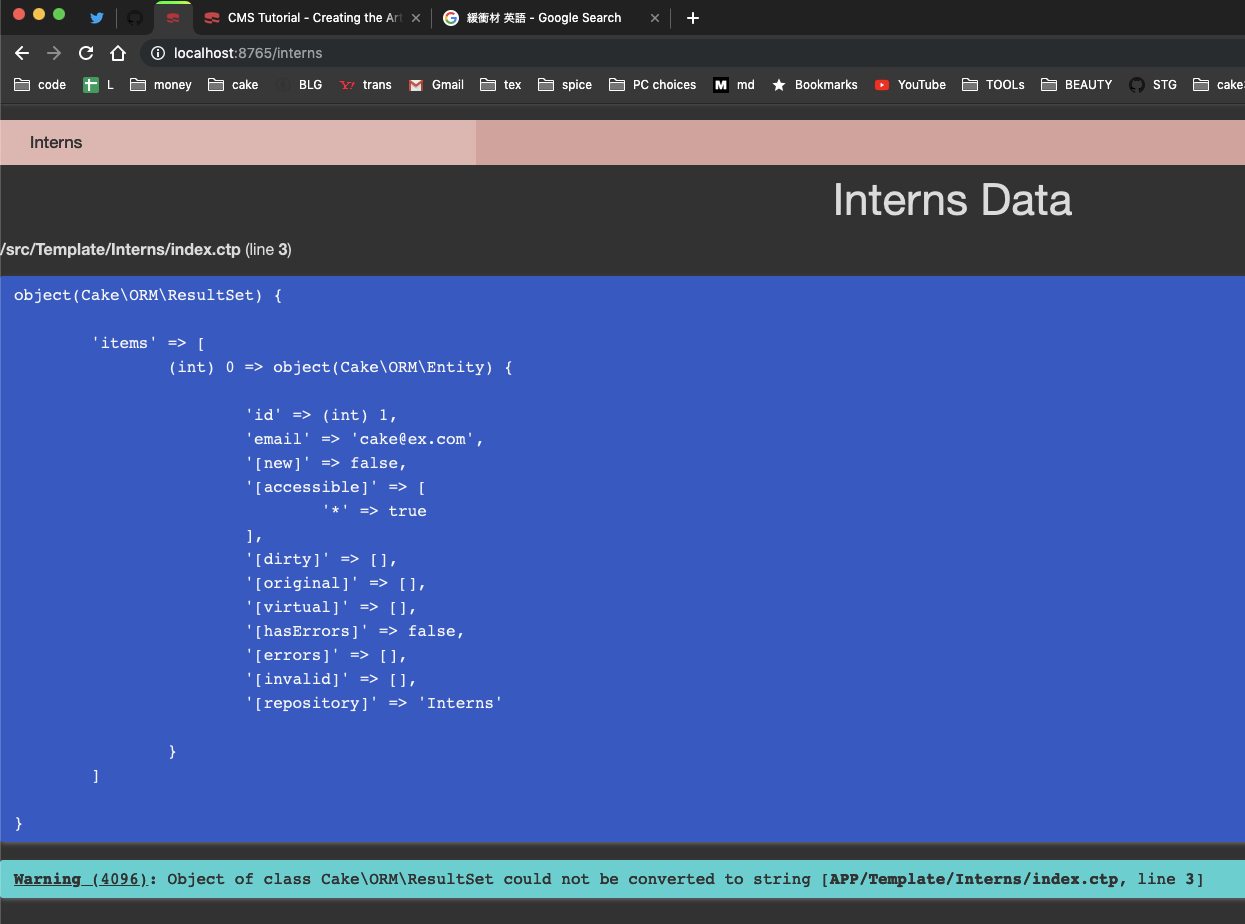 CMS Tutorial - Creating the Art
緩衝材 英語 - Google Search
localhost:8765/interns
code L money cake BLG trans Gmail tex spice PC choices md Bookmarks YouTube TOOLs BEAUTY STG cake
Interns
Interns Data
/src/Template/Interns/index.ctp (line 3)
object(Cake\ORM\ResultSet) {
'items' => [
(int) 0 => object(Cake\ORM\Entity) {
'id' => (int) 1,
'email' => 'cake@ex.com',
'[new]' => false,
'[accessible]' => [
'*' => true
],
'[dirty]' => [],
'[original]' => [],
'[virtual]' => [],
'[hasErrors]' => false,
'[errors]' => [],
'[invalid]' => [],
'[repository]' => 'Interns'
}
]
}
Warning (4096): Object of class Cake\ORM\ResultSet could not be converted to string [APP/Template/Interns/index.ctp, line 3]